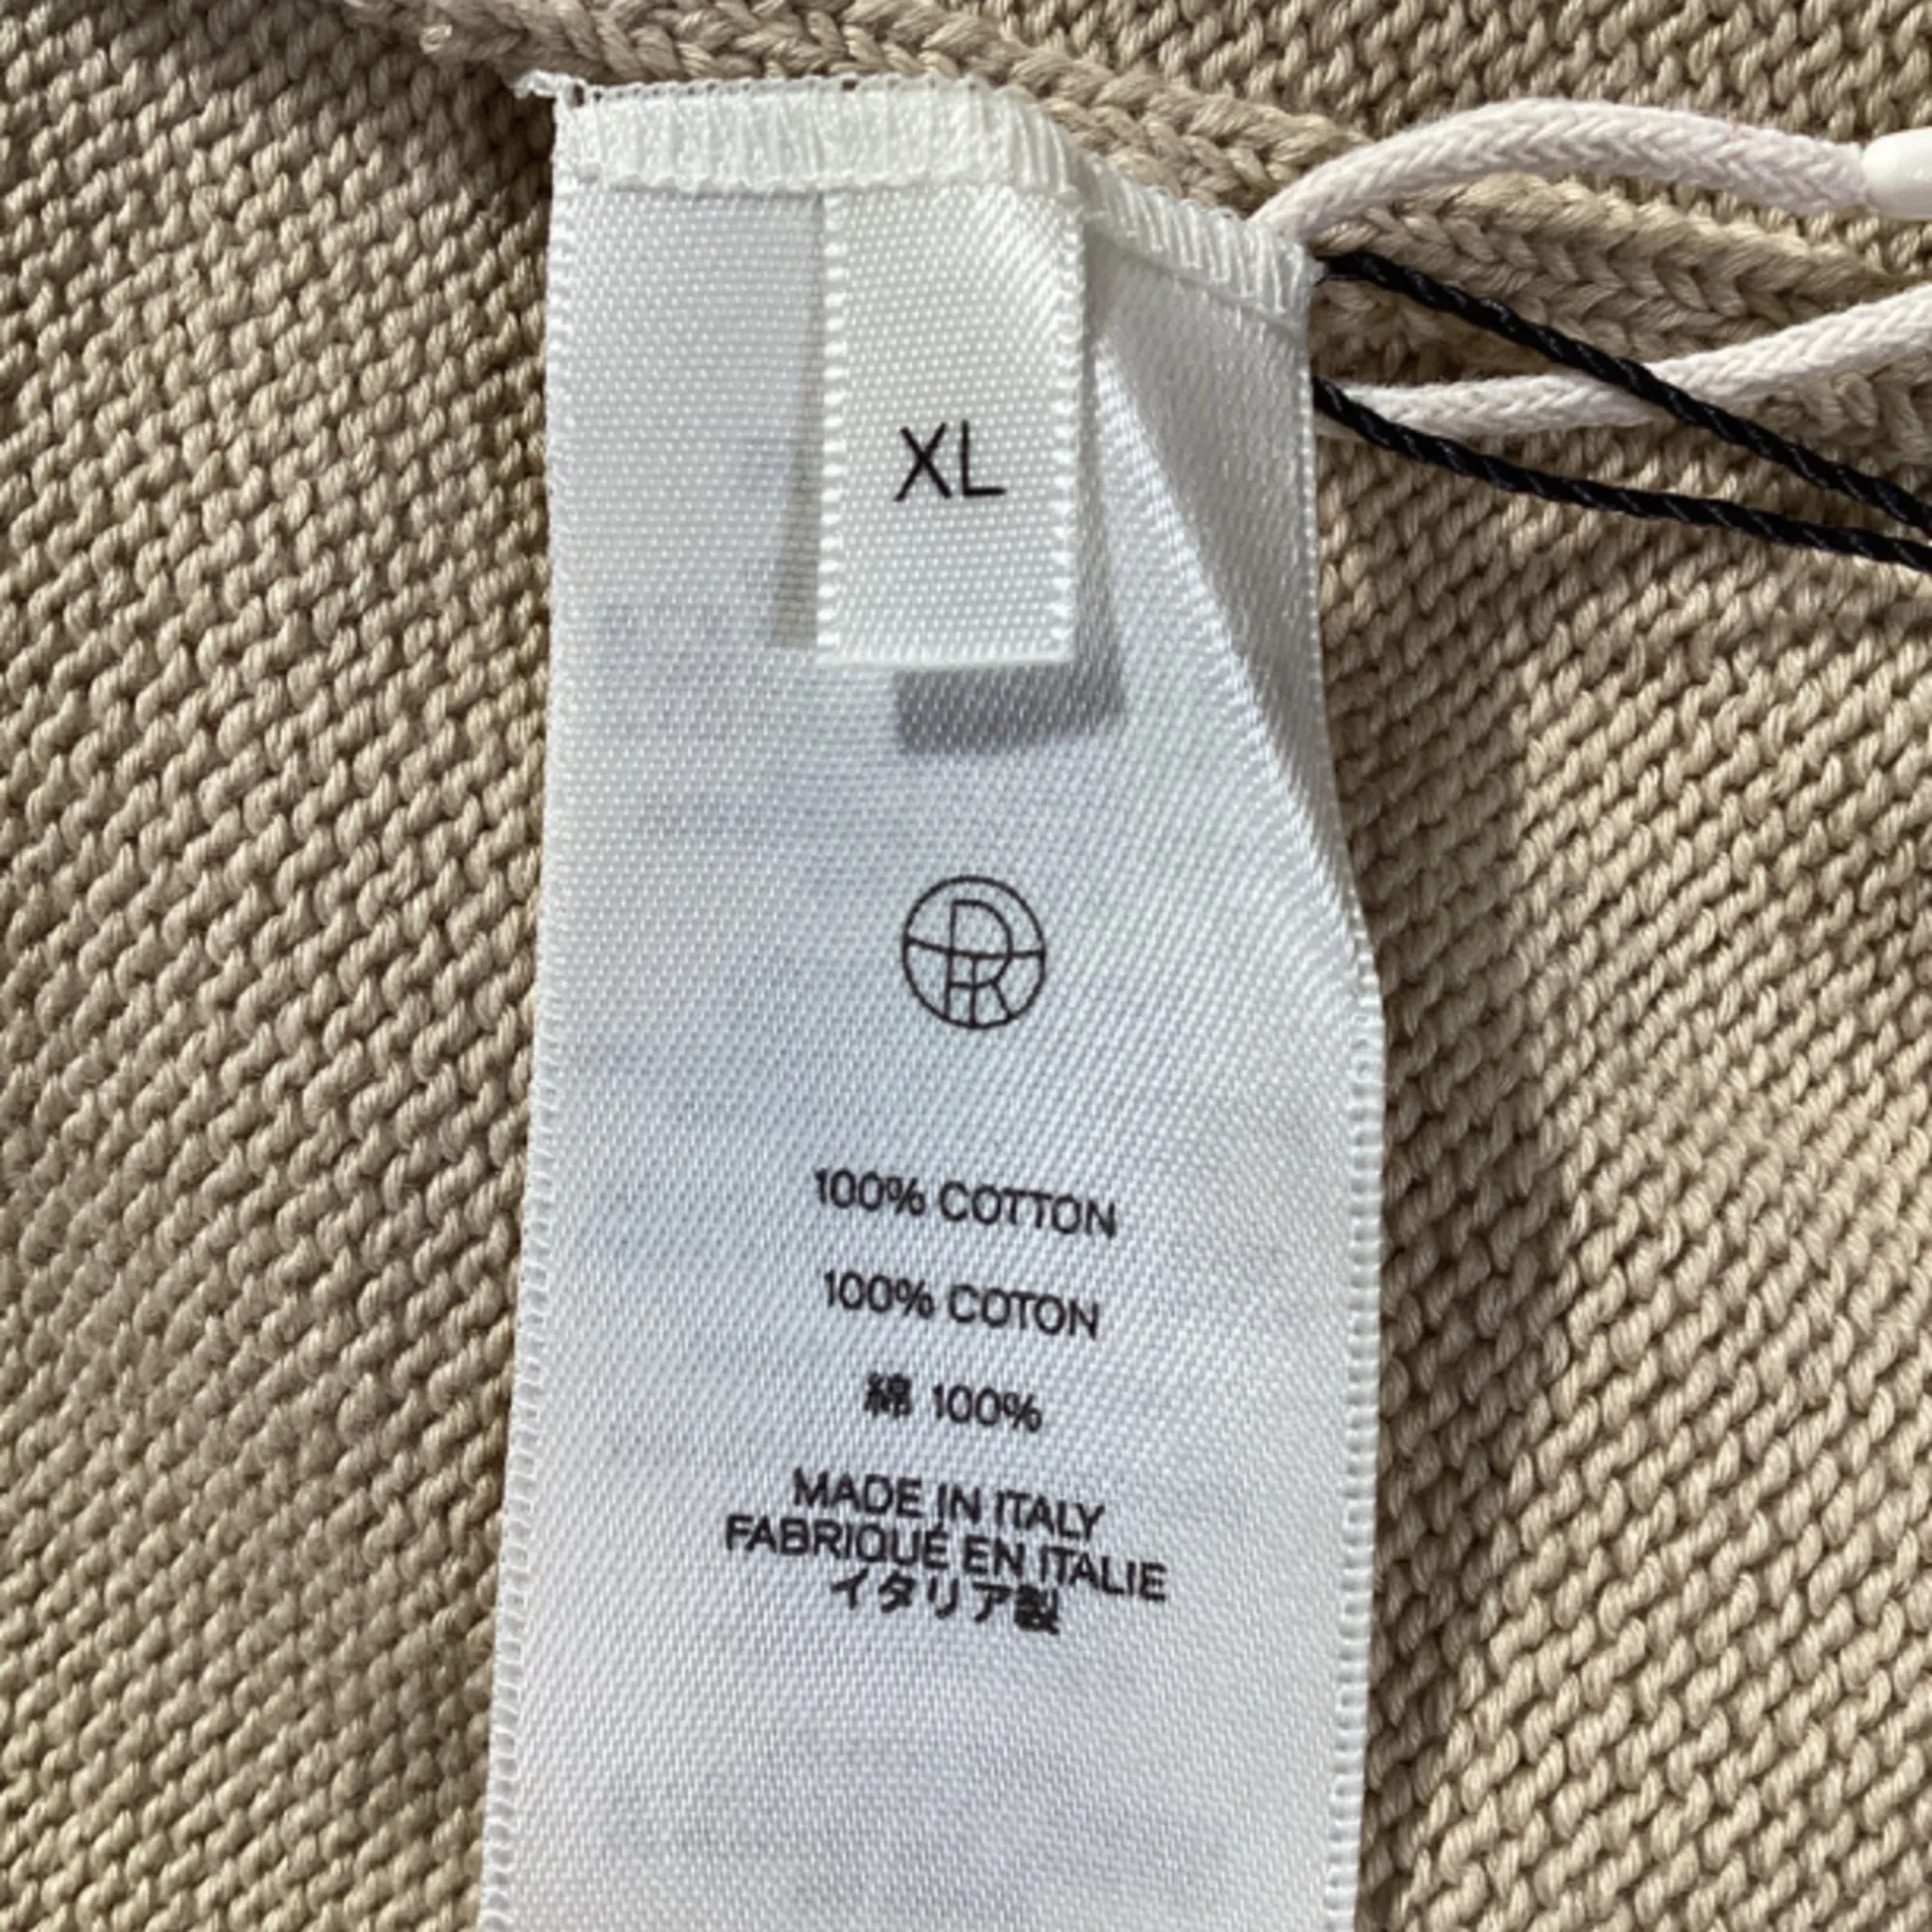 XL
100% COTTON
100% COTON
綿 100%
MADE IN ITALY
FABRIQUÉ EN ITALIE
イタリア製